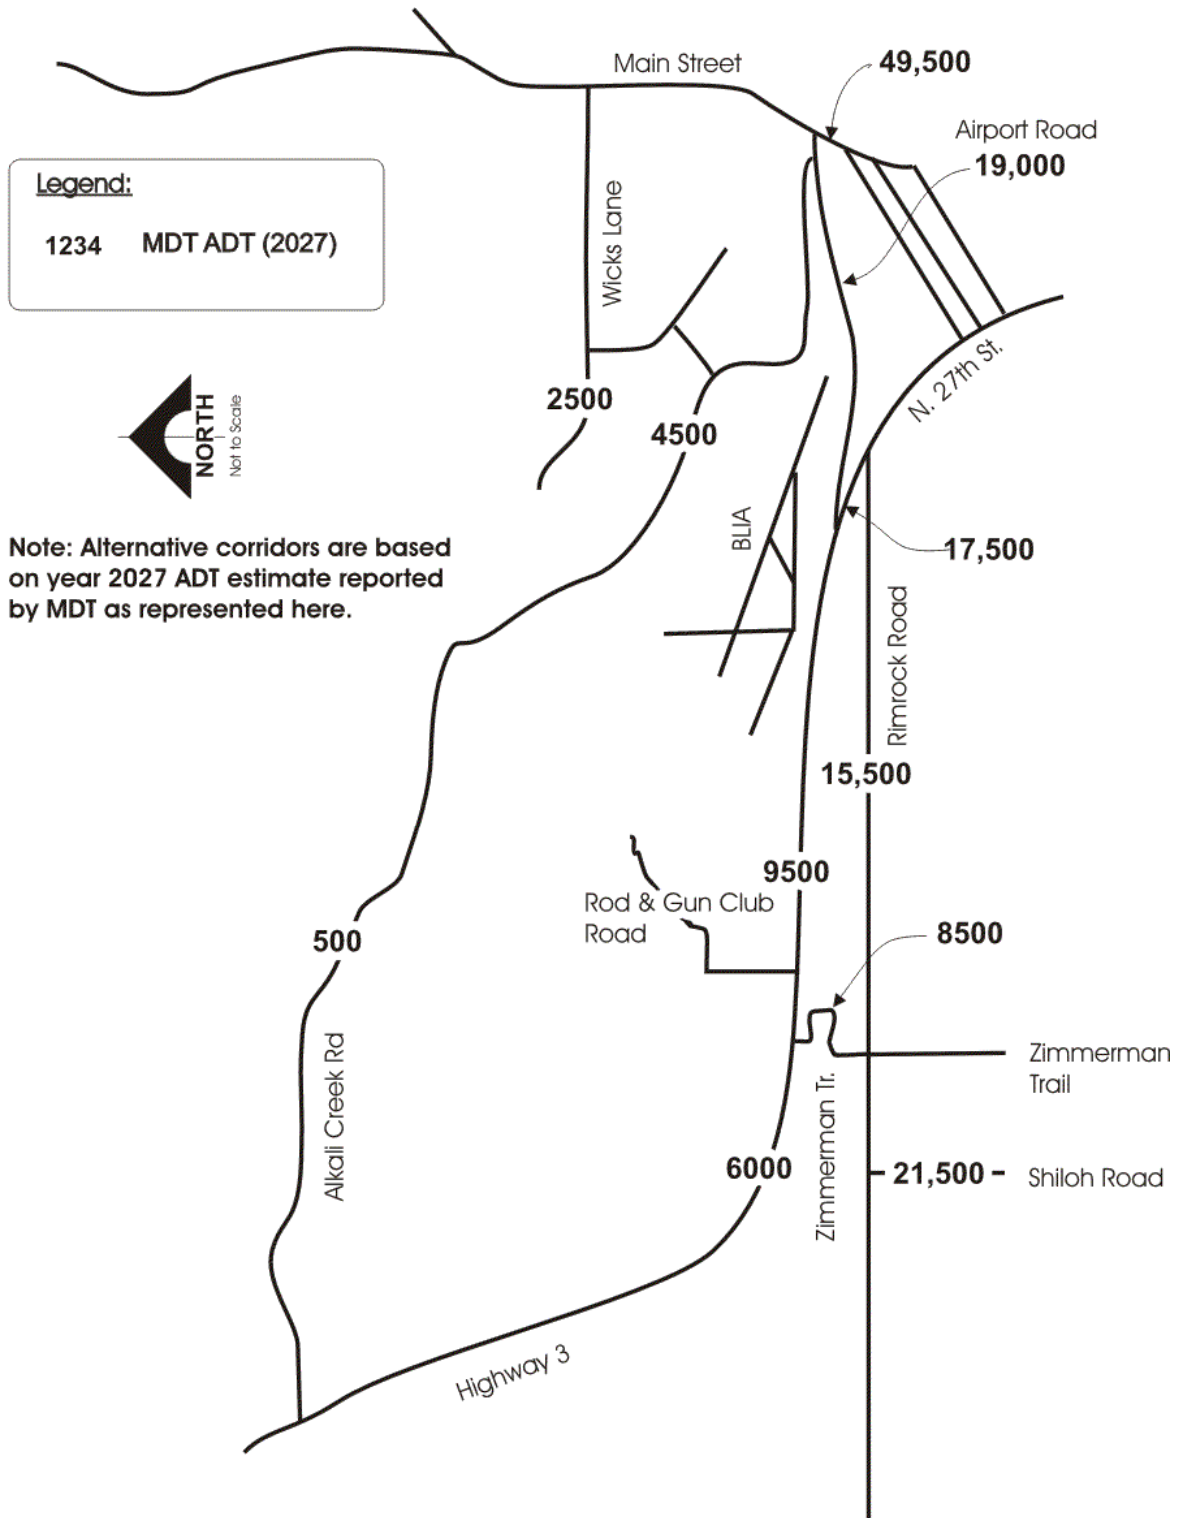 Main Street
49,500
Airport Road
19,000
Legend:
1234 MDT ADT (2027)
Wicks Lane
NORTH
Not to Scale
2500
4500
N. 27th St.
BLIA
17,500
Note: Alternative corridors are based
on year 2027 ADT estimate reported
by MDT as represented here.
Rimrock Road
15,500
9500
Rod & Gun Club
Road
500
8500
Alkali Creek Rd
Zimmerman
Trail
Zimmerman Tr.
6000
21,500
Shiloh Road
Highway 3